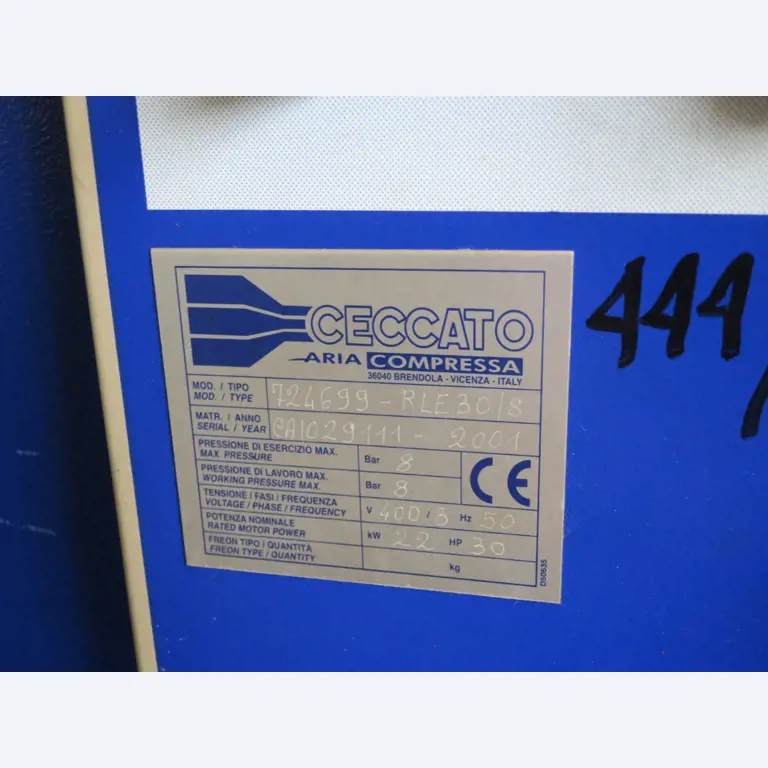 CECCATO
ARIA COMPRESSA
36040 BRENDOLA - VICENZA - ITALY
MOD. / TIPO
MOD. / TYPE
724699-RLE30/8
MATR. / ANNO
SERIAL / YEAR
CAI029111 - 2001
PRESSIONE DI ESERCIZIO MAX.
MAX. PRESSURE
Bar 8
PRESSIONE DI LAVORO MAX.
WORKING PRESSURE MAX.
Bar 8
CE
TENSIONE / FASI / FREQUENZA
VOLTAGE / PHASE / FREQUENCY
V 400 / 3 Hz 50
POTENZA NOMINALE
RATED MOTOR POWER
kW 22 HP 30
FREON TIPO / QUANTITÀ
FREON TYPE / QUANTITY
kg
D50635
444/